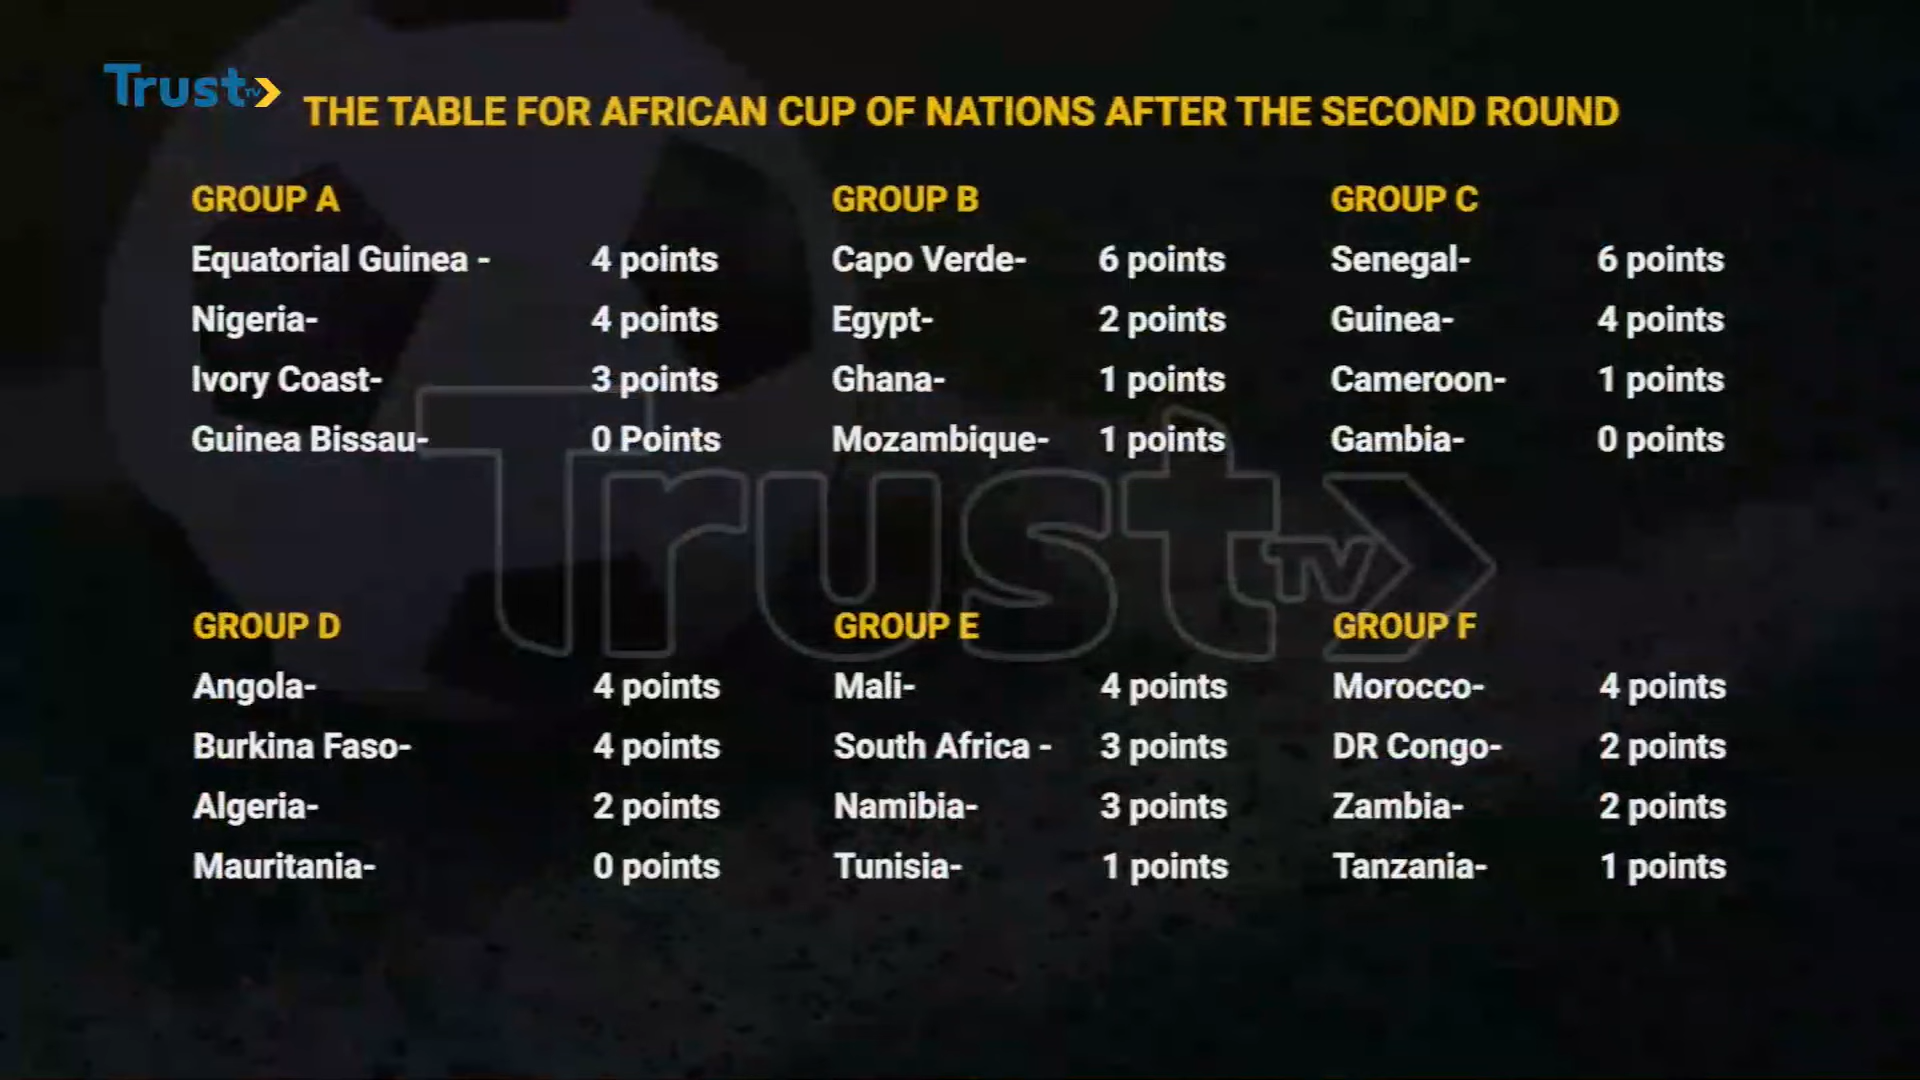 Trust TV
THE TABLE FOR AFRICAN CUP OF NATIONS AFTER THE SECOND ROUND
GROUP A
Equatorial Guinea - 4 points
Nigeria- 4 points
Ivory Coast- 3 points
Guinea Bissau- 0 Points
GROUP B
Capo Verde- 6 points
Egypt- 2 points
Ghana- 1 points
Mozambique- 1 points
GROUP C
Senegal- 6 points
Guinea- 4 points
Cameroon- 1 points
Gambia- 0 points
Trust TV
GROUP D
Angola- 4 points
Burkina Faso- 4 points
Algeria- 2 points
Mauritania- 0 points
GROUP E
Mali- 4 points
South Africa - 3 points
Namibia- 3 points
Tunisia- 1 points
GROUP F
Morocco- 4 points
DR Congo- 2 points
Zambia- 2 points
Tanzania- 1 points